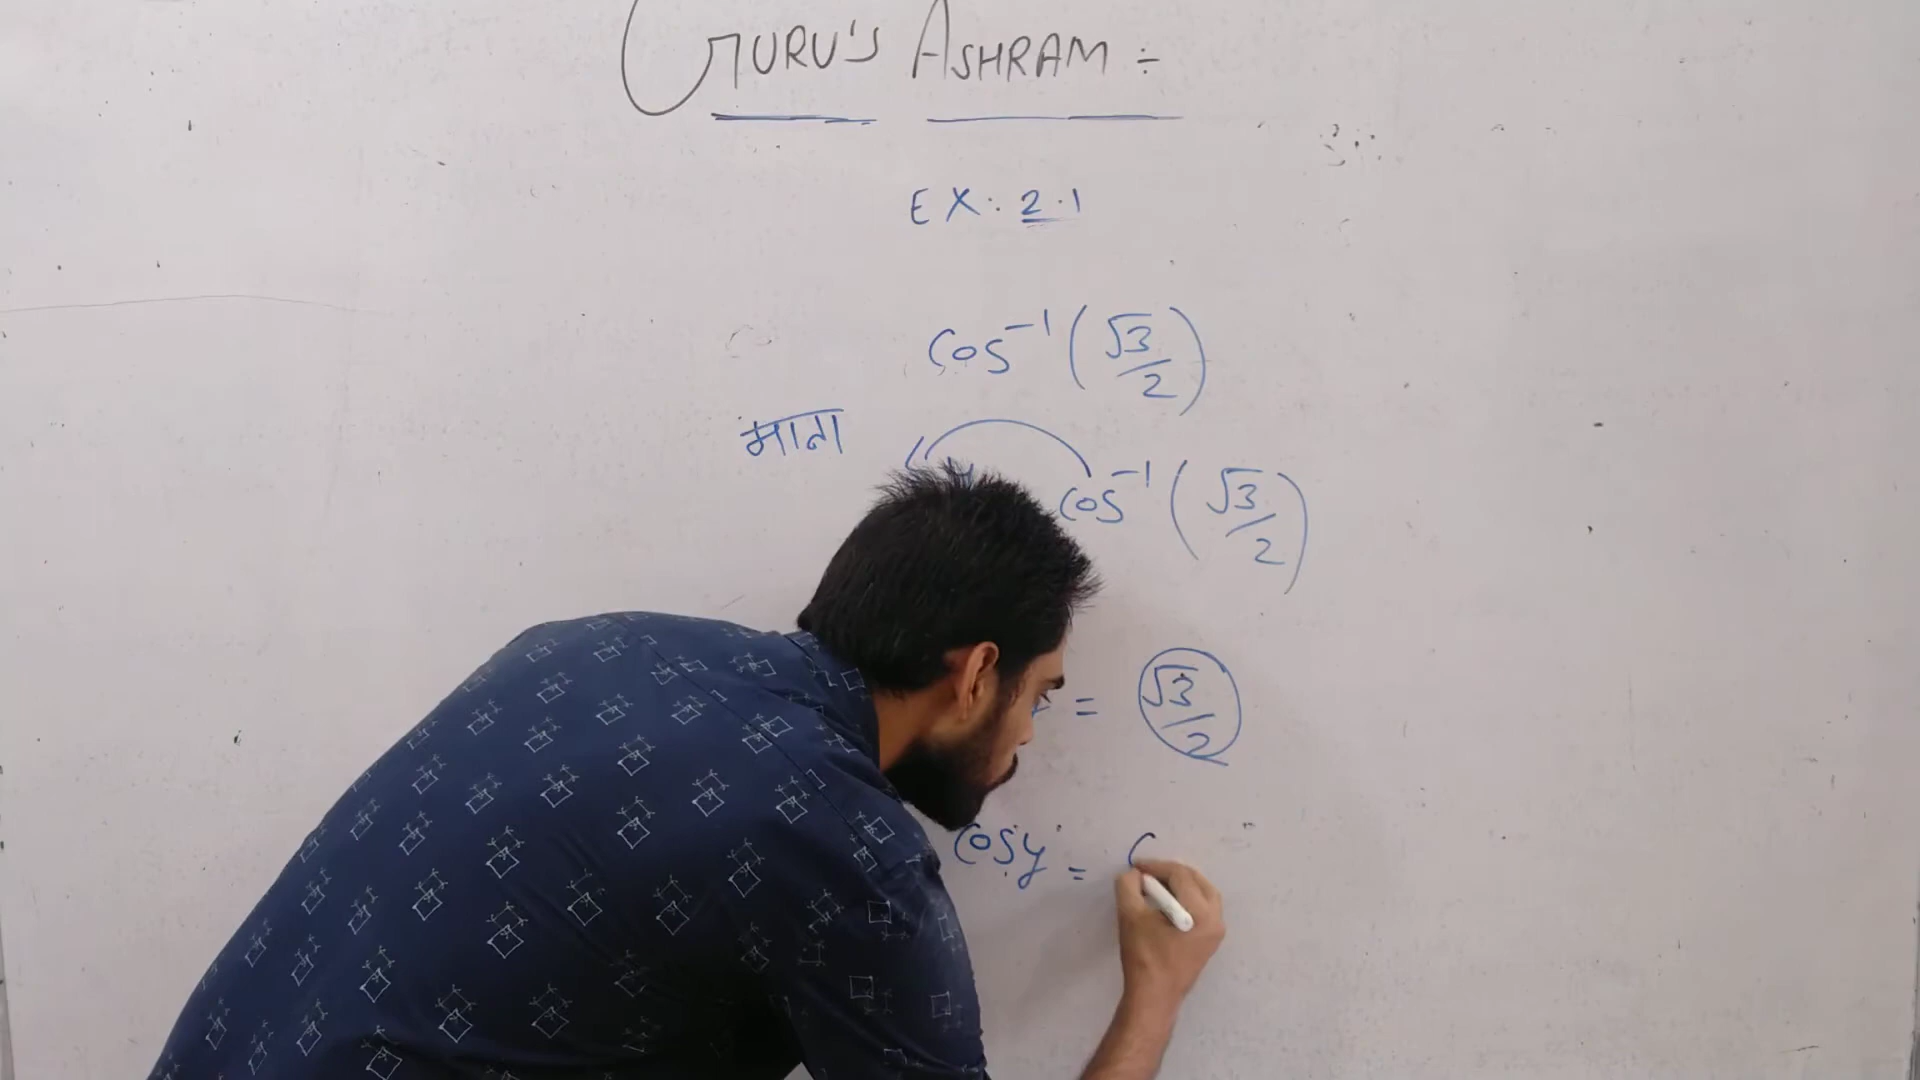 GURU'S ASHRAM ÷
EX: 2.1
Cos⁻¹(√3/2)
माना
Cos⁻¹(√3/2)
= √3/2
Cosy = C